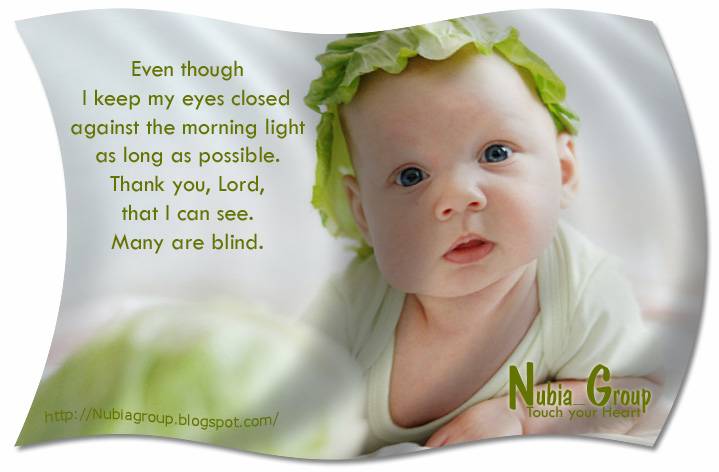 Even though
I keep my eyes closed
against the morning light
as long as possible.
Thank you, Lord,
that I can see.
Many are blind.
Nubia_Group
Touch your Heart
http://Nubiagroup.blogspot.com/